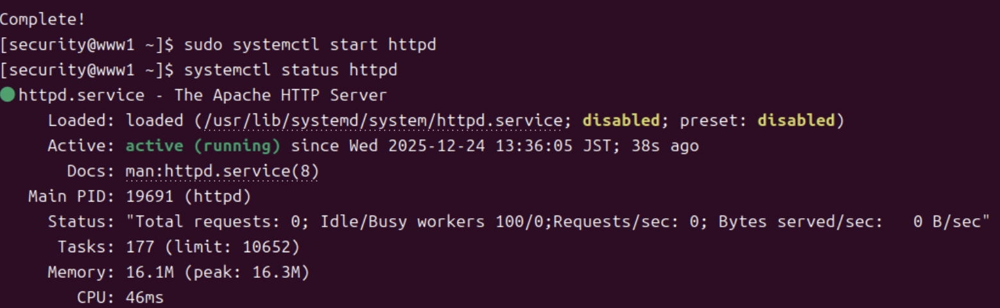 Complete!
[security@www1 ~]$ sudo systemctl start httpd
[security@www1 ~]$ systemctl status httpd
●httpd.service - The Apache HTTP Server
     Loaded: loaded (/usr/lib/systemd/system/httpd.service; disabled; preset: disabled)
     Active: active (running) since Wed 2025-12-24 13:36:05 JST; 38s ago
       Docs: man:httpd.service(8)
   Main PID: 19691 (httpd)
     Status: "Total requests: 0; Idle/Busy workers 100/0;Requests/sec: 0; Bytes served/sec:   0 B/sec"
      Tasks: 177 (limit: 10652)
     Memory: 16.1M (peak: 16.3M)
        CPU: 46ms